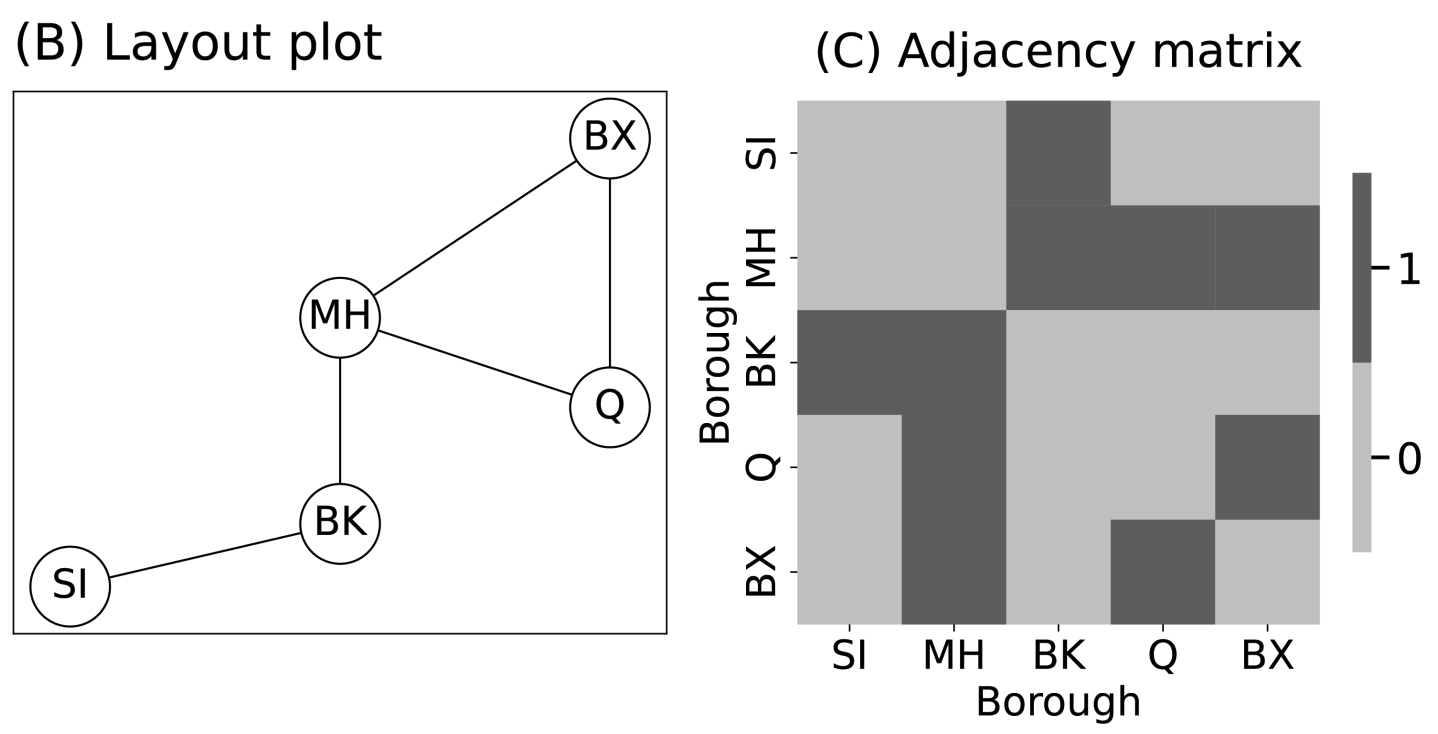 (B) Layout plot
BX
MH
Q
BK
SI
(C) Adjacency matrix
Borough
SI
MH
BK
Q
BX
1
0
SI MH BK Q BX
Borough